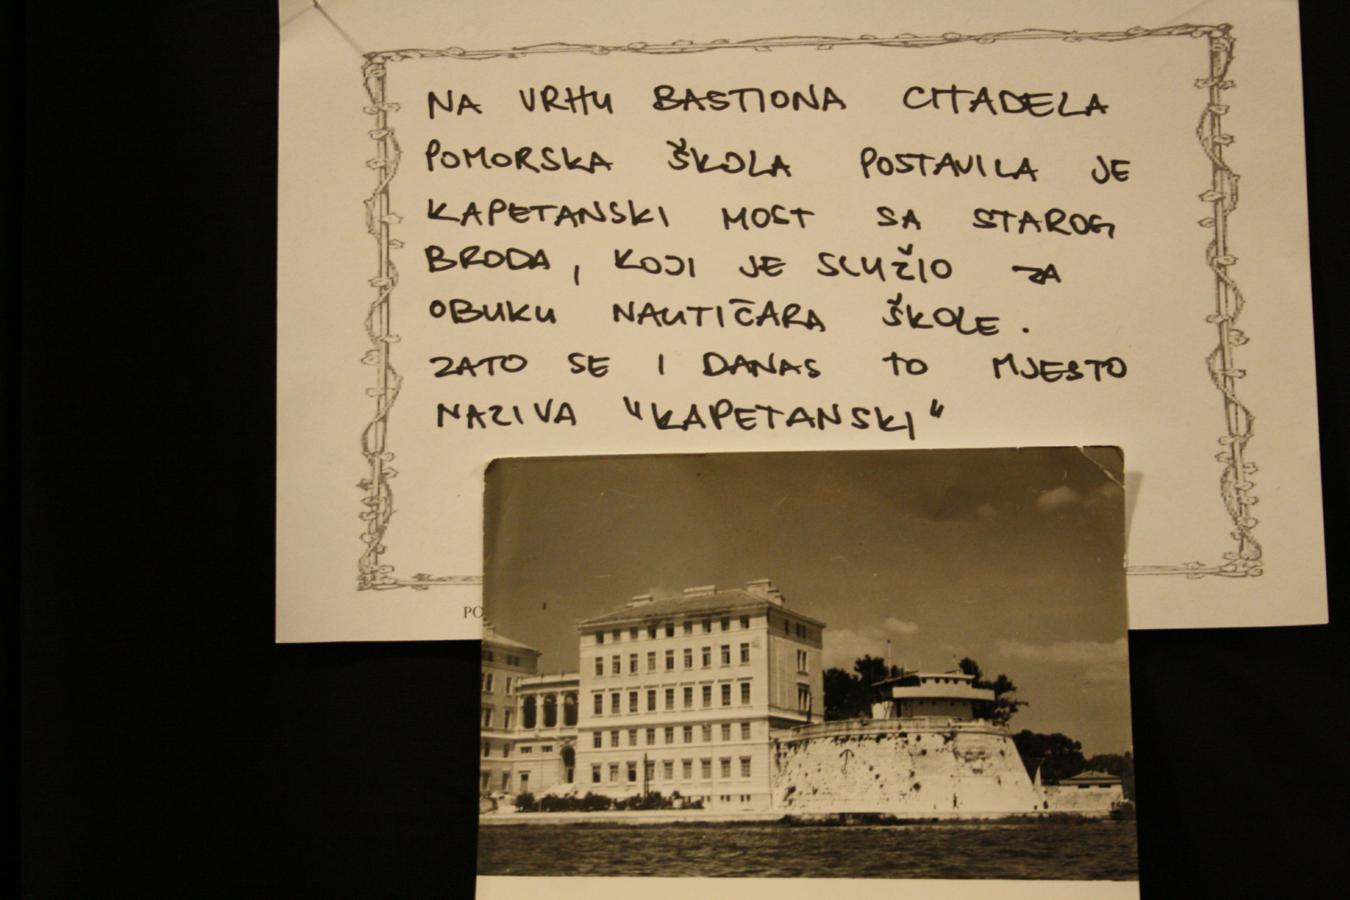 NA VRHU BASTIONA CITADELA
POMORSKA ŠKOLA POSTAVILA JE
KAPETANSKI MOST SA STAROG
BRODA, KOJI JE SLUŽIO ZA
OBUKU NAUTIČARA ŠKOLE.
ZATO SE I DANAS TO MJESTO
NAZIVA "KAPETANSKI"
PO